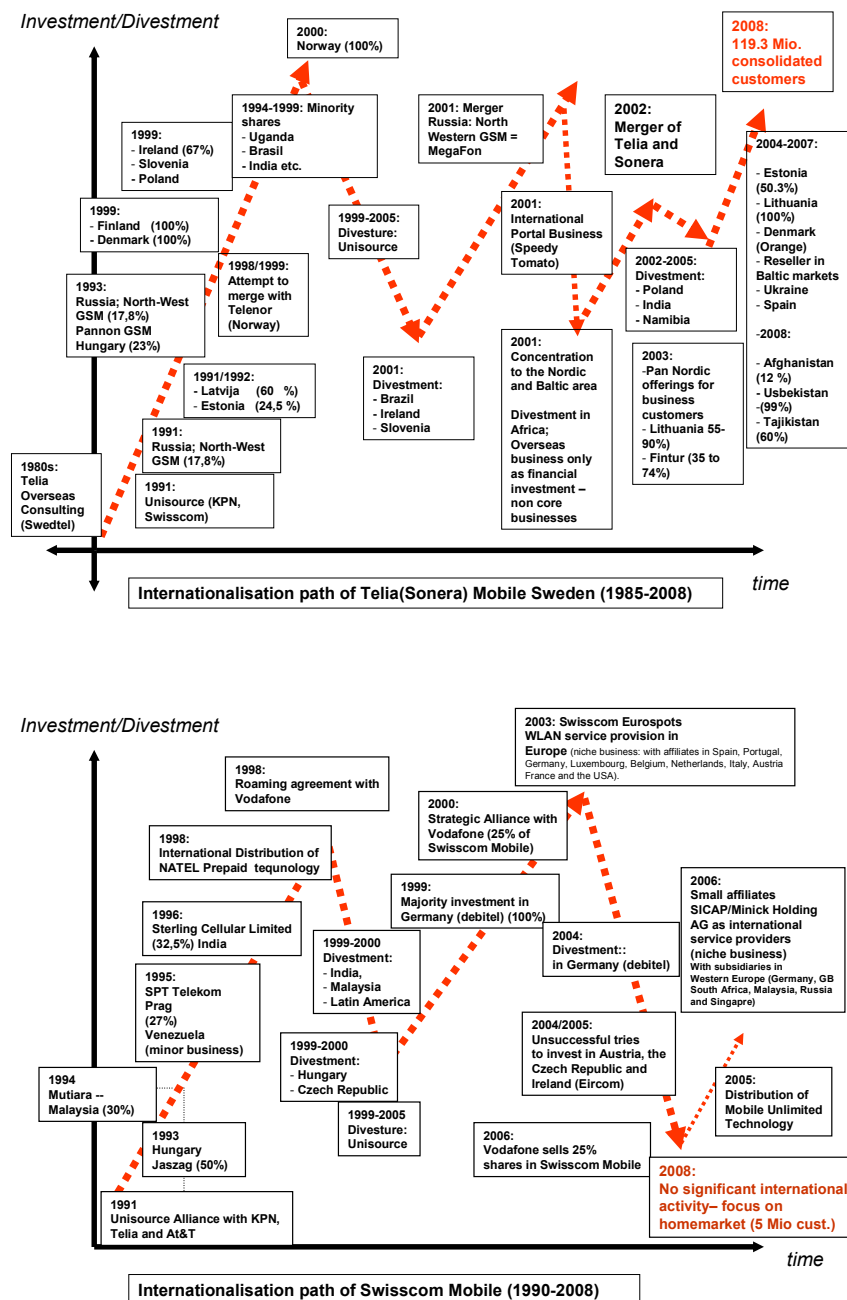 Investment/Divestment
2008:
119.3 Mio.
consolidated
customers
2000:
Norway (100%)
1994-1999: Minority
shares
- Uganda
- Brasil
- India etc.
2001: Merger
Russia: North
Western GSM =
MegaFon
2002:
Merger of
Telia and
Sonera
1999:
- Ireland (67%)
- Slovenia
- Poland
2004-2007:
- Estonia
(50.3%)
- Lithuania
(100%)
- Denmark
(Orange)
- Reseller in
Baltic markets
- Ukraine
- Spain
-2008:
- Afghanistan
(12 %)
- Usbekistan
-(99%)
- Tajikistan
(60%)
1999:
- Finland (100%)
- Denmark (100%)
1999-2005:
Divesture:
Unisource
2001:
International
Portal Business
(Speedy
Tomato)
1998/1999:
Attempt to
merge with
Telenor
(Norway)
2002-2005:
Divestment:
- Poland
- India
- Namibia
1993:
Russia; North-West
GSM (17,8%)
Pannon GSM
Hungary (23%)
2001:
Concentration
to the Nordic
and Baltic area
Divestment in
Africa;
Overseas
business only
as financial
investment –
non core
businesses
1991/1992:
- Latvija (60 %)
- Estonia (24,5 %)
2001:
Divestment:
- Brazil
- Ireland
- Slovenia
2003:
-Pan Nordic
offerings for
business
customers
- Lithuania 55-
90%)
- Fintur (35 to
74%)
1991:
Russia; North-West
GSM (17,8%)
1980s:
Telia
Overseas
Consulting
(Swedtel)
1991:
Unisource (KPN,
Swisscom)
time
Internationalisation path of Telia(Sonera) Mobile Sweden (1985-2008)
Investment/Divestment
2003: Swisscom Eurospots
WLAN service provision in
Europe (niche business: with affiliates in Spain, Portugal,
Germany, Luxembourg, Belgium, Netherlands, Italy, Austria
France and the USA).
1998:
Roaming agreement with
Vodafone
2000:
Strategic Alliance with
Vodafone (25% of
Swisscom Mobile)
1998:
International Distribution of
NATEL Prepaid tequnology
1999:
Majority investment in
Germany (debitel) (100%)
2006:
Small affiliates
SICAP/Minick Holding
AG as international
service providers
(niche business)
With subsidiaries in
Western Europe (Germany, GB
South Africa, Malaysia, Russia
and Singapre)
1996:
Sterling Cellular Limited
(32,5%) India
2004:
Divestment::
in Germany (debitel)
1999-2000
Divestment:
- India,
- Malaysia
- Latin America
1995:
SPT Telekom
Prag
(27%)
Venezuela
(minor business)
2004/2005:
Unsuccessful tries
to invest in Austria, the
Czech Republic and
Ireland (Eircom)
1999-2000
Divestment:
- Hungary
- Czech Republic
1994
Mutiara --
Malaysia (30%)
2005:
Distribution of
Mobile Unlimited
Technology
1999-2005
Divesture:
Unisource
1993
Hungary
Jaszag (50%)
2006:
Vodafone sells 25%
shares in Swisscom Mobile
2008:
No significant international
activity– focus on
homemarket (5 Mio cust.)
1991
Unisource Alliance with KPN,
Telia and At&T
time
Internationalisation path of Swisscom Mobile (1990-2008)